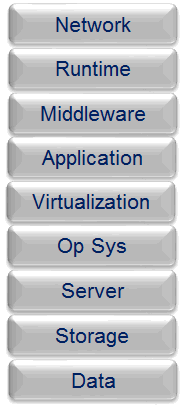 Network
Runtime
Middleware
Application
Virtualization
Op Sys
Server
Storage
Data